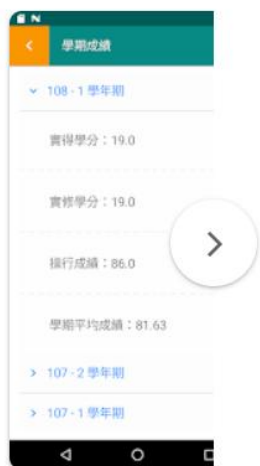 學期成績
108 - 1 學年期
實得學分：19.0
實修學分：19.0
操行成績：86.0
學期平均成績：81.63
107 - 2 學年期
107 - 1 學年期